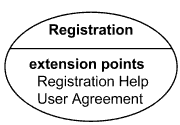 Registration
extension points
Registration Help
User Agreement